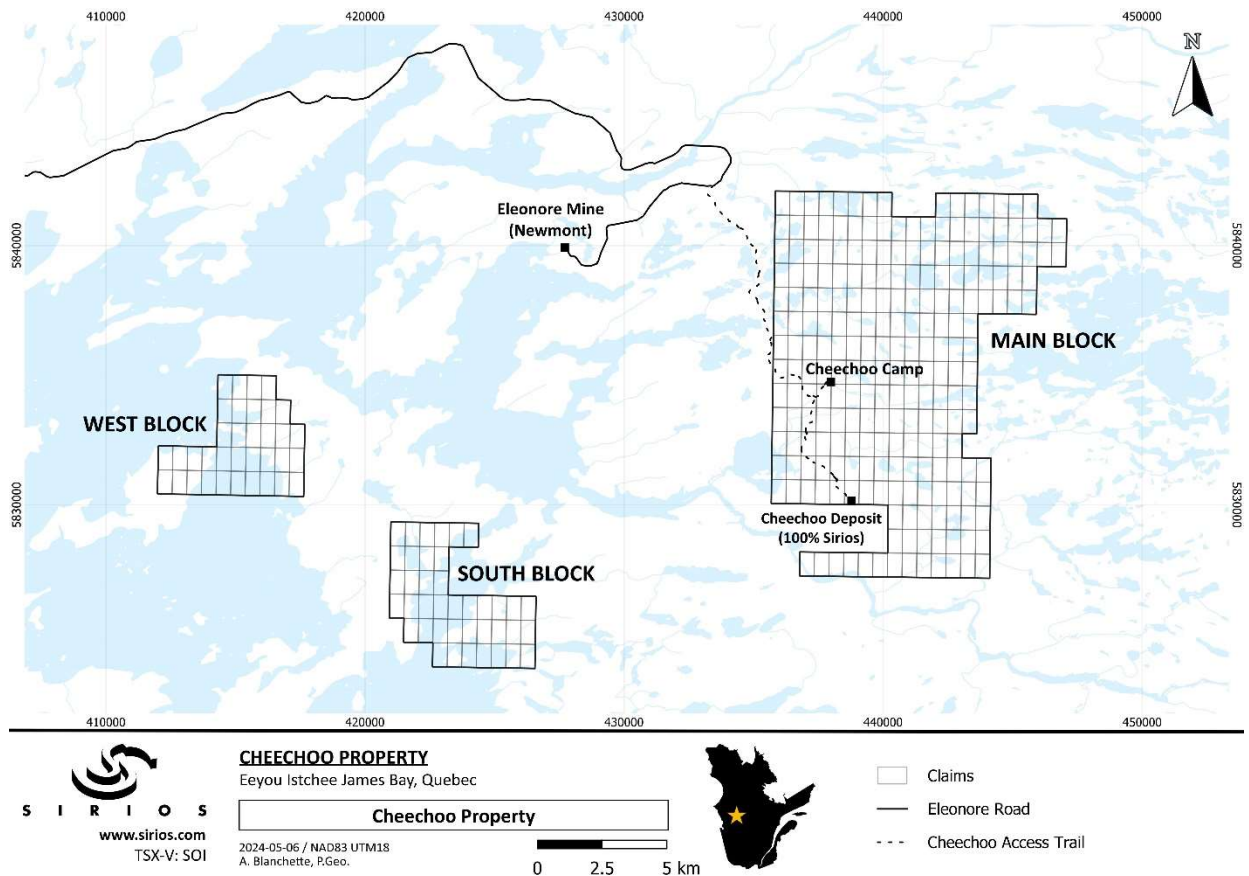 410000
420000
430000
440000
450000
N
Eleonore Mine
(Newmont)
5840000
5840000
MAIN BLOCK
Cheechoo Camp
WEST BLOCK
5830000
5830000
Cheechoo Deposit
(100% Sirios)
SOUTH BLOCK
410000
420000
430000
440000
450000
SIRIOS
www.sirios.com
TSX-V: SOI
CHEECHOO PROPERTY
Eeyou Istchee James Bay, Quebec
Cheechoo Property
2024-05-06 / NAD83 UTM18
A. Blanchette, P.Geo.
0 2.5 5 km
Claims
Eleonore Road
Cheechoo Access Trail